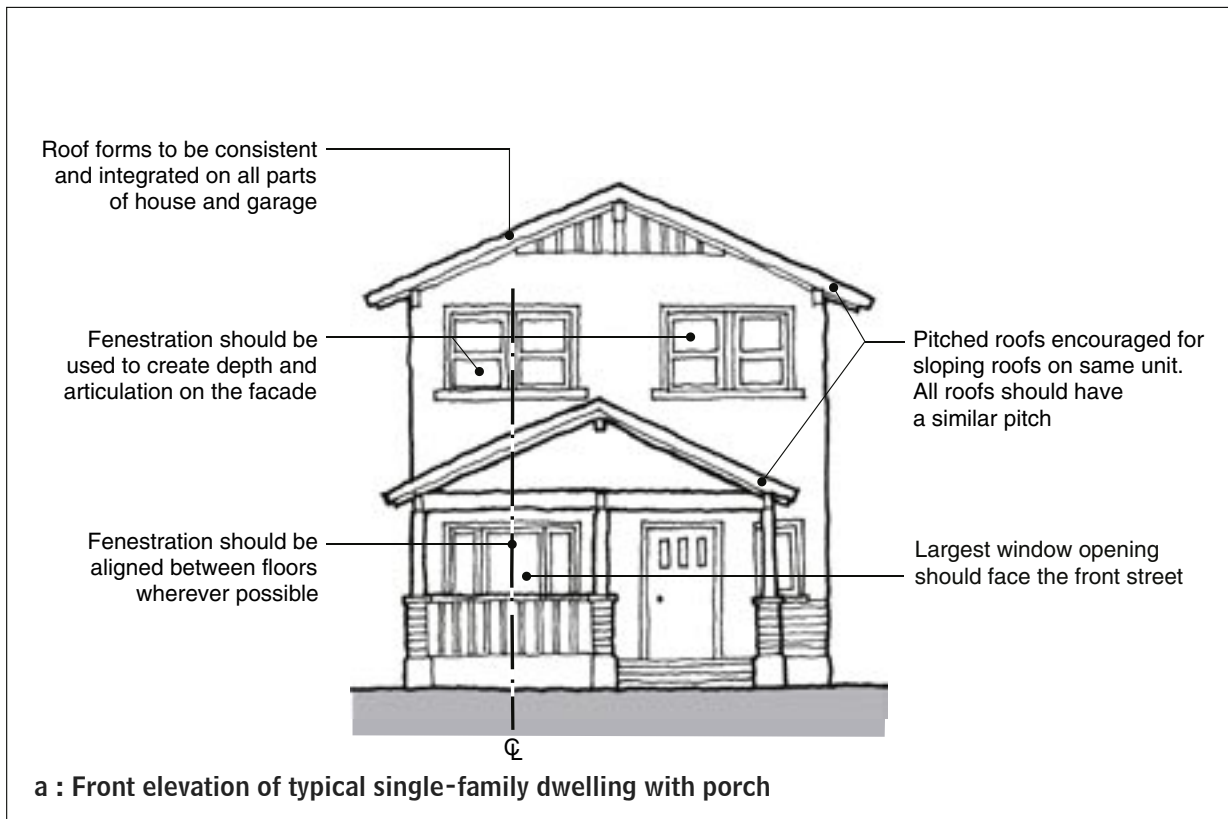 Roof forms to be consistent
and integrated on all parts
of house and garage
Fenestration should be
used to create depth and
articulation on the facade
Pitched roofs encouraged for
sloping roofs on same unit.
All roofs should have
a similar pitch
Fenestration should be
aligned between floors
wherever possible
Largest window opening
should face the front street
℄
a : Front elevation of typical single-family dwelling with porch